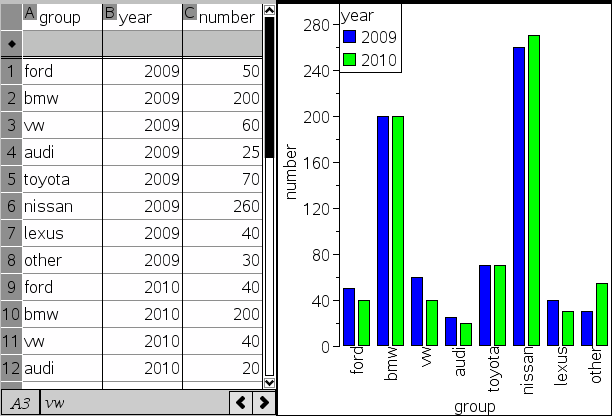 A group B year C number
◆
1 ford 2009 50
2 bmw 2009 200
3 vw 2009 60
4 audi 2009 25
5 toyota 2009 70
6 nissan 2009 260
7 lexus 2009 40
8 other 2009 30
9 ford 2010 40
10 bmw 2010 200
11 vw 2010 40
12 audi 2010 20
A3 vw
year
2009
2010
number
280
240
200
160
120
80
40
0
ford bmw vw audi toyota nissan lexus other
group